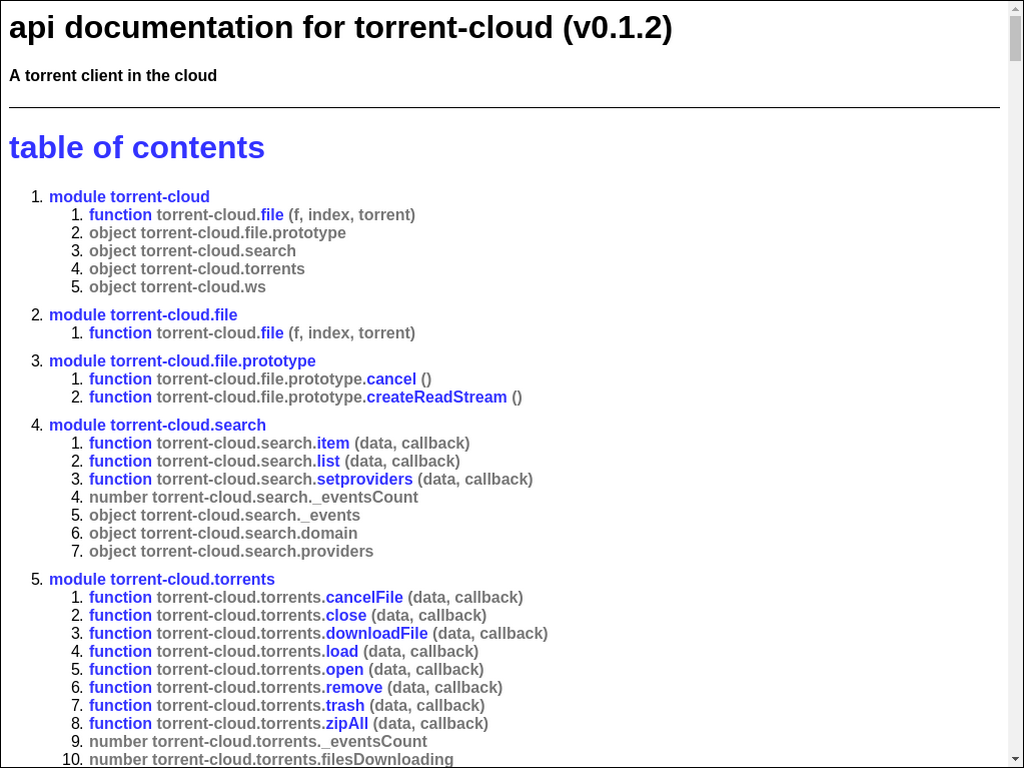 api documentation for torrent-cloud (v0.1.2)
A torrent client in the cloud
table of contents
1. module torrent-cloud
1. function torrent-cloud.file (f, index, torrent)
2. object torrent-cloud.file.prototype
3. object torrent-cloud.search
4. object torrent-cloud.torrents
5. object torrent-cloud.ws
2. module torrent-cloud.file
1. function torrent-cloud.file (f, index, torrent)
3. module torrent-cloud.file.prototype
1. function torrent-cloud.file.prototype.cancel ()
2. function torrent-cloud.file.prototype.createReadStream ()
4. module torrent-cloud.search
1. function torrent-cloud.search.item (data, callback)
2. function torrent-cloud.search.list (data, callback)
3. function torrent-cloud.search.setproviders (data, callback)
4. number torrent-cloud.search._eventsCount
5. object torrent-cloud.search._events
6. object torrent-cloud.search.domain
7. object torrent-cloud.search.providers
5. module torrent-cloud.torrents
1. function torrent-cloud.torrents.cancelFile (data, callback)
2. function torrent-cloud.torrents.close (data, callback)
3. function torrent-cloud.torrents.downloadFile (data, callback)
4. function torrent-cloud.torrents.load (data, callback)
5. function torrent-cloud.torrents.open (data, callback)
6. function torrent-cloud.torrents.remove (data, callback)
7. function torrent-cloud.torrents.trash (data, callback)
8. function torrent-cloud.torrents.zipAll (data, callback)
9. number torrent-cloud.torrents._eventsCount
10. number torrent-cloud.torrents.filesDownloading